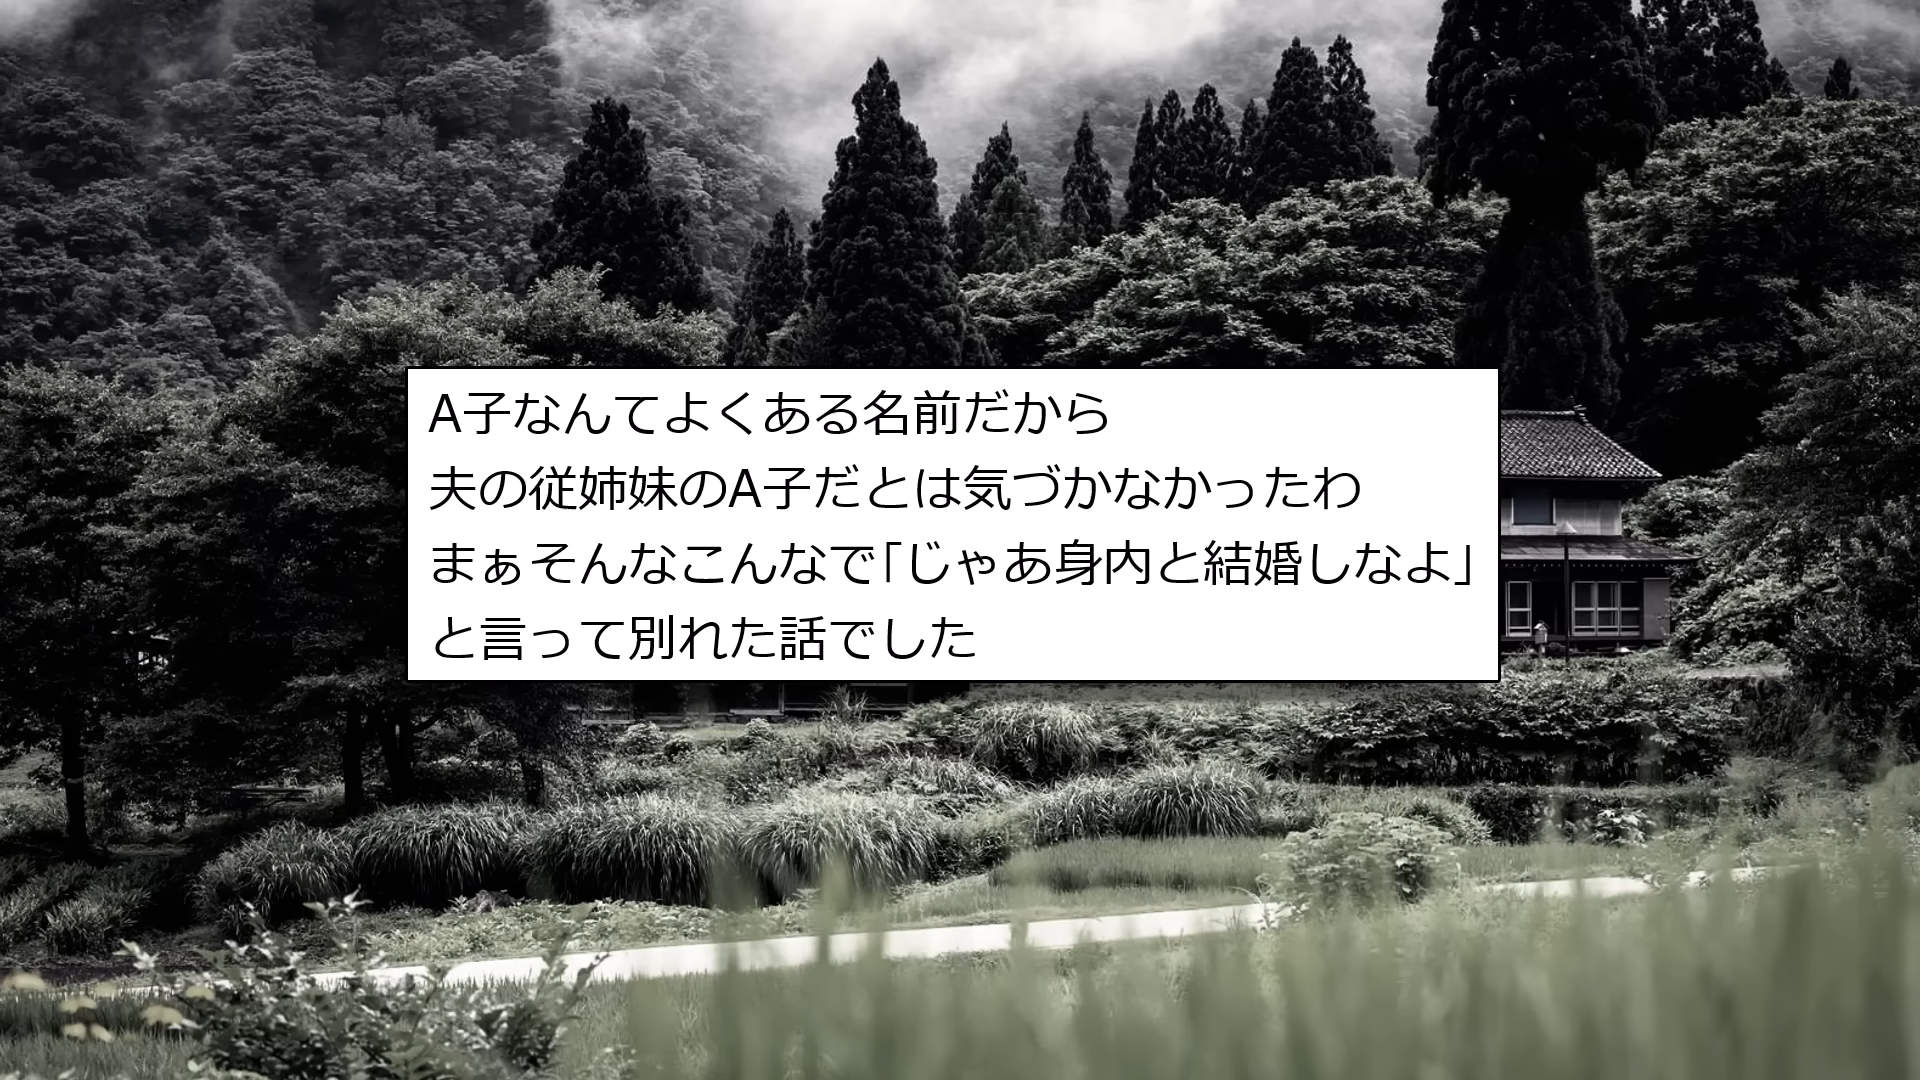 A子なんてよくある名前だから
夫の従姉妹のA子だとは気づかなかったわ
まぁそんなこんなで｢じゃあ身内と結婚しなよ｣
と言って別れた話でした